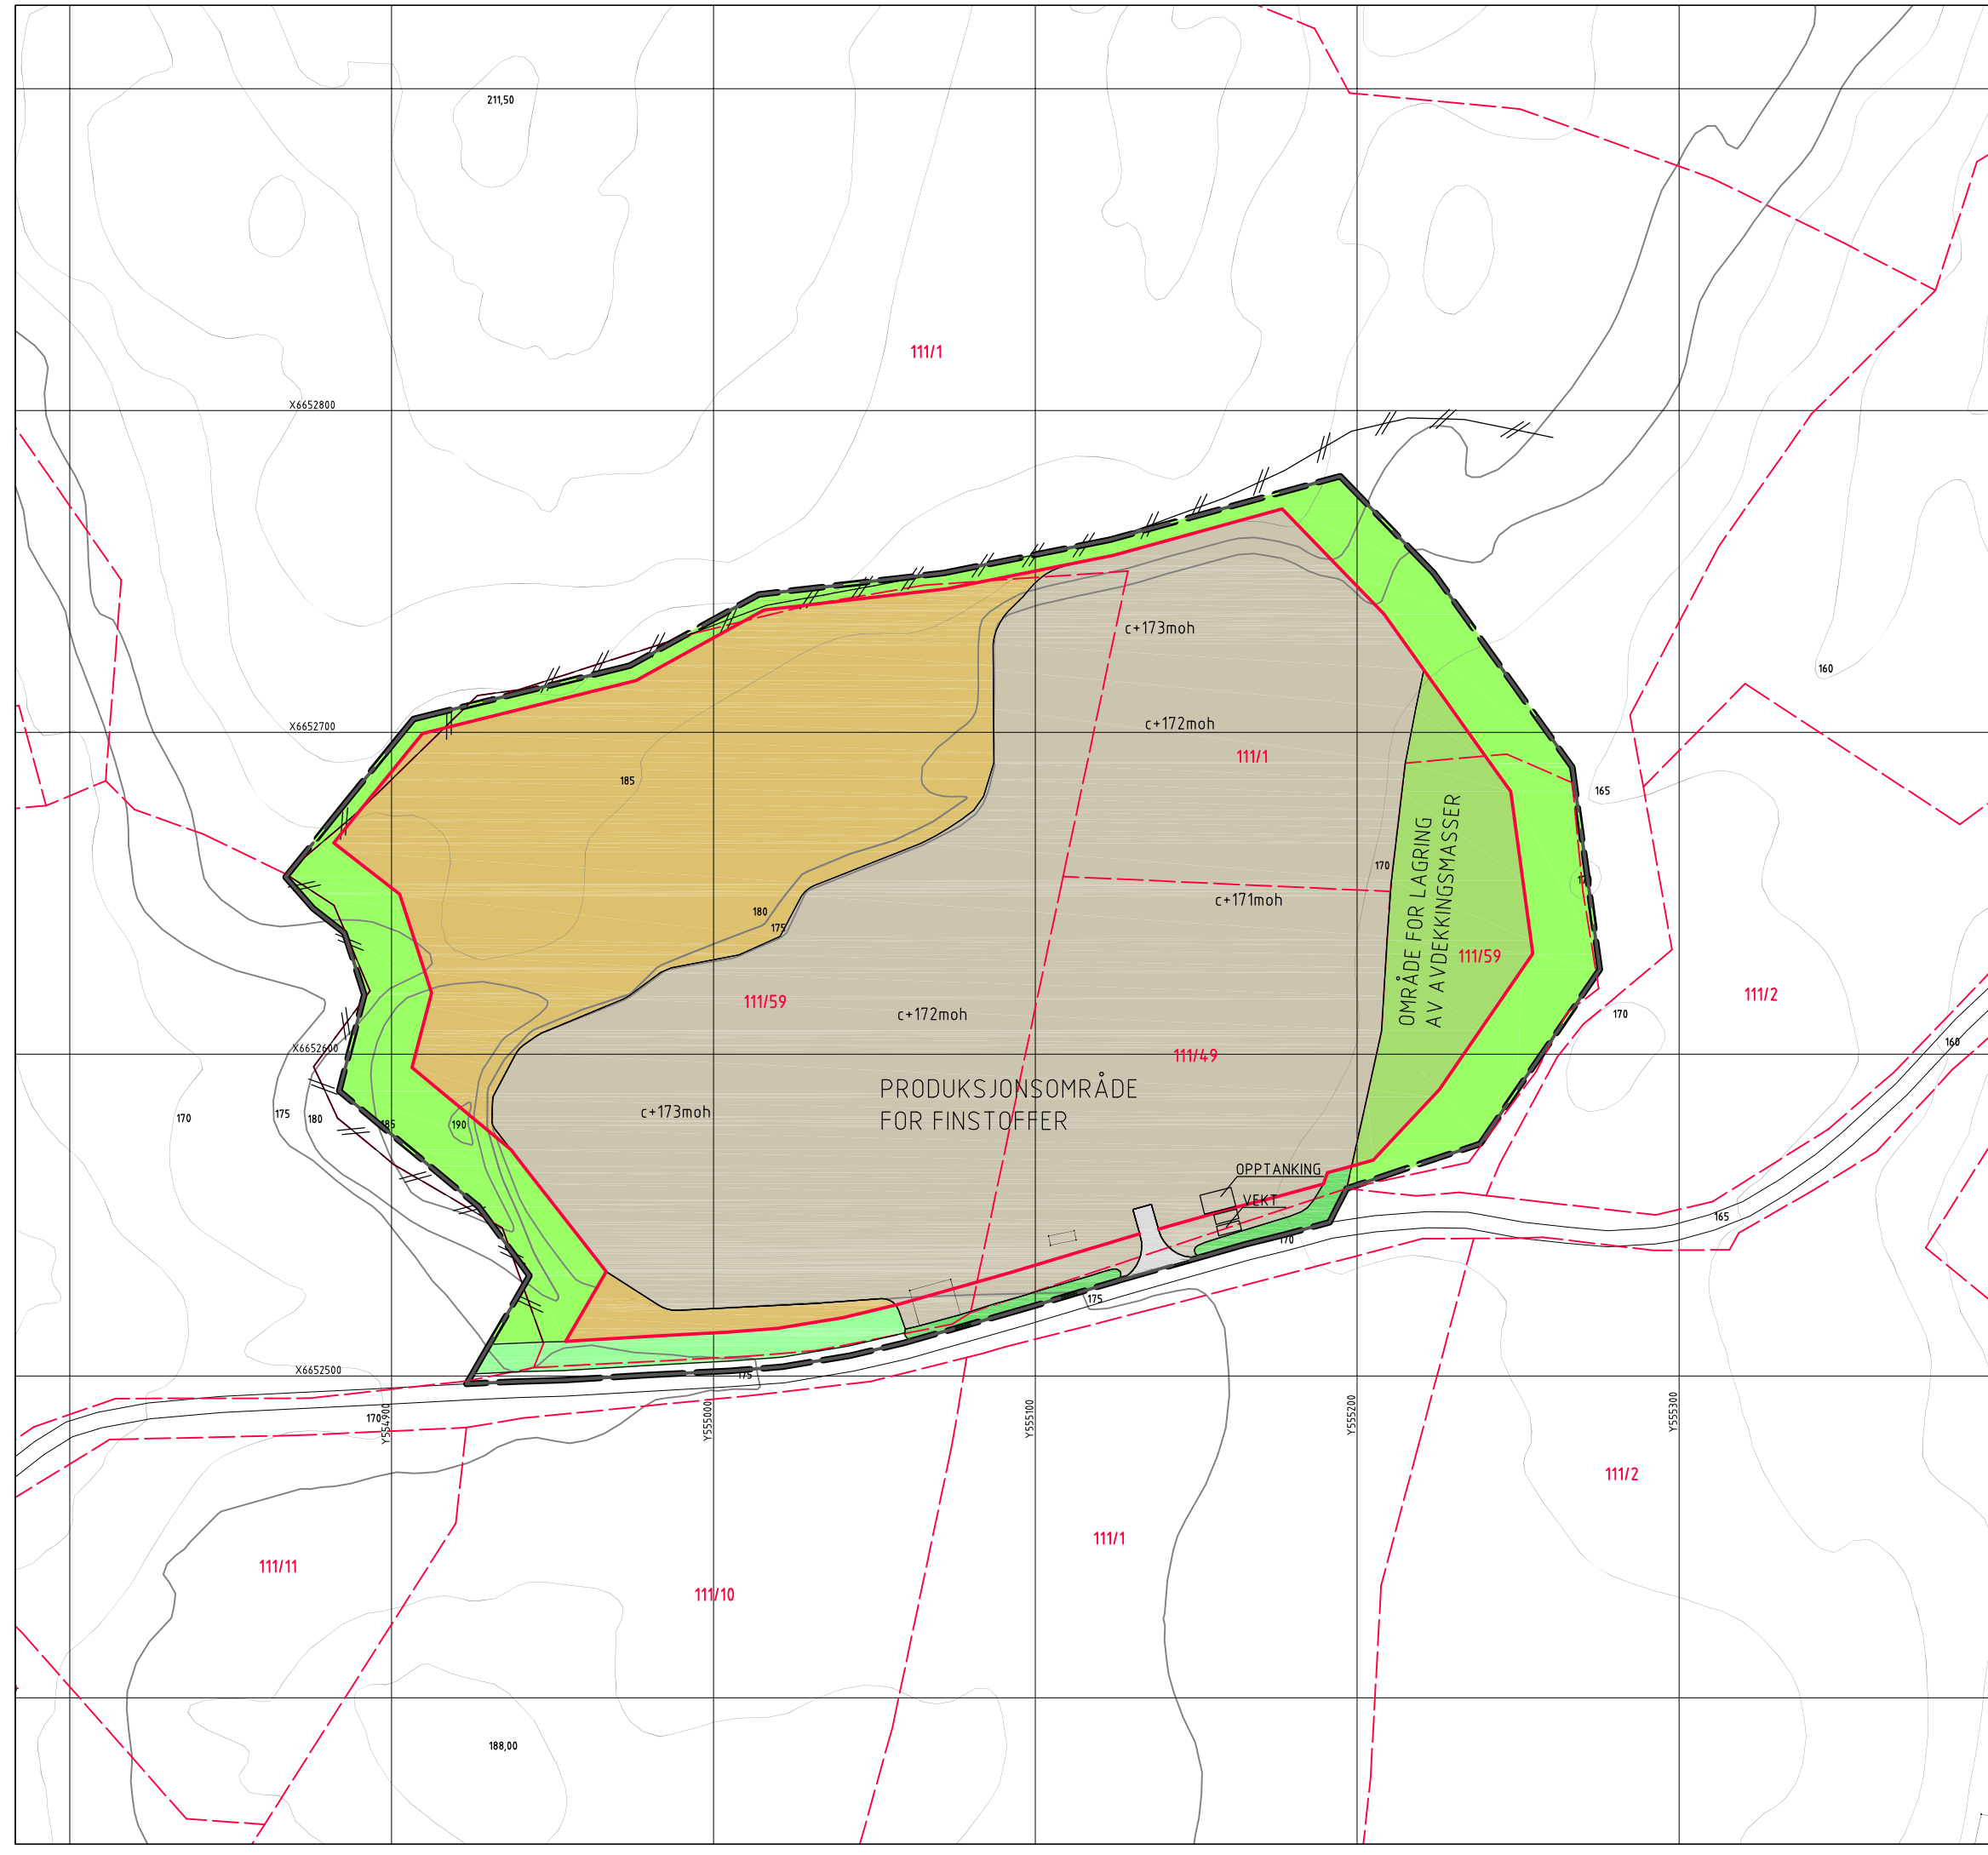 211,50
111/1
X6652800
c+173moh
160
X6652700
c+172moh
111/1
185
165
OMRÅDE FOR LAGRING
AV AVDEKKINGSMASSER
170
180
175
c+171moh
111/59
111/59
111/2
c+172moh
170
X6652600
111/49
160
PRODUKSJONSOMRÅDE
FOR FINSTOFFER
c+173moh
170
175
180
185
190
OPPTANKING
VEKT
165
170
175
X6652500
175
170
Y554900
Y555000
Y555100
Y555200
Y555300
111/2
111/1
111/11
111/10
188,00